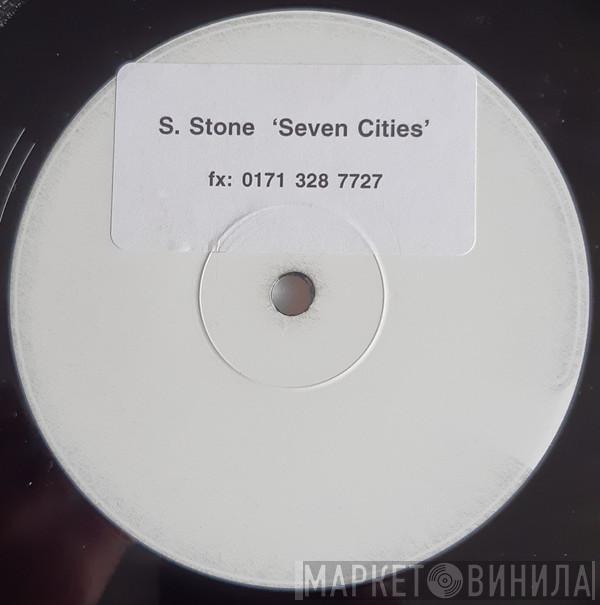 S. Stone ‘Seven Cities’
fx: 0171 328 7727
МАРКЕТ ВИНИЛА